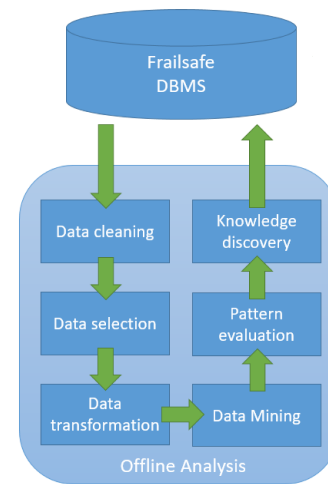 Frailsafe
DBMS
Data cleaning
Data selection
Data
transformation
Data Mining
Pattern
evaluation
Knowledge
discovery
Offline Analysis